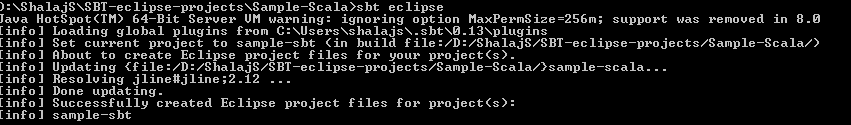 D:\ShalajS\SBT-eclipse-projects\Sample-Scala>sbt eclipse
Java HotSpot(TM) 64-Bit Server VM warning: ignoring option MaxPermSize=256m; support was removed in 8.0
[info] Loading global plugins from C:\Users\shalajs\.sbt\0.13\plugins
[info] Set current project to sample-sbt (in build file:/D:/ShalajS/SBT-eclipse-projects/Sample-Scala/)
[info] About to create Eclipse project files for your project(s).
[info] Updating {file:/D:/ShalajS/SBT-eclipse-projects/Sample-Scala/}sample-scala...
[info] Resolving jline#jline;2.12 ...
[info] Done updating.
[info] Successfully created Eclipse project files for project(s):
[info] sample-sbt